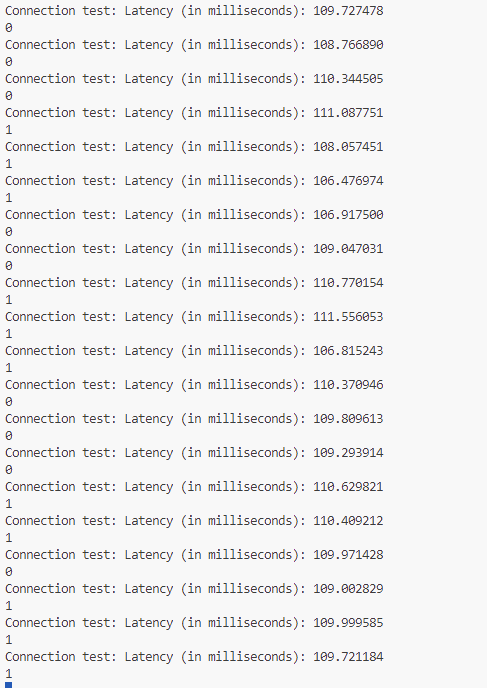 Connection test: Latency (in milliseconds): 109.727478
0
Connection test: Latency (in milliseconds): 108.766890
0
Connection test: Latency (in milliseconds): 110.344505
0
Connection test: Latency (in milliseconds): 111.087751
1
Connection test: Latency (in milliseconds): 108.057451
1
Connection test: Latency (in milliseconds): 106.476974
1
Connection test: Latency (in milliseconds): 106.917500
0
Connection test: Latency (in milliseconds): 109.047031
0
Connection test: Latency (in milliseconds): 110.770154
1
Connection test: Latency (in milliseconds): 111.556053
1
Connection test: Latency (in milliseconds): 106.815243
1
Connection test: Latency (in milliseconds): 110.370946
0
Connection test: Latency (in milliseconds): 109.809613
0
Connection test: Latency (in milliseconds): 109.293914
0
Connection test: Latency (in milliseconds): 110.629821
1
Connection test: Latency (in milliseconds): 110.409212
1
Connection test: Latency (in milliseconds): 109.971428
0
Connection test: Latency (in milliseconds): 109.002829
1
Connection test: Latency (in milliseconds): 109.999585
1
Connection test: Latency (in milliseconds): 109.721184
1